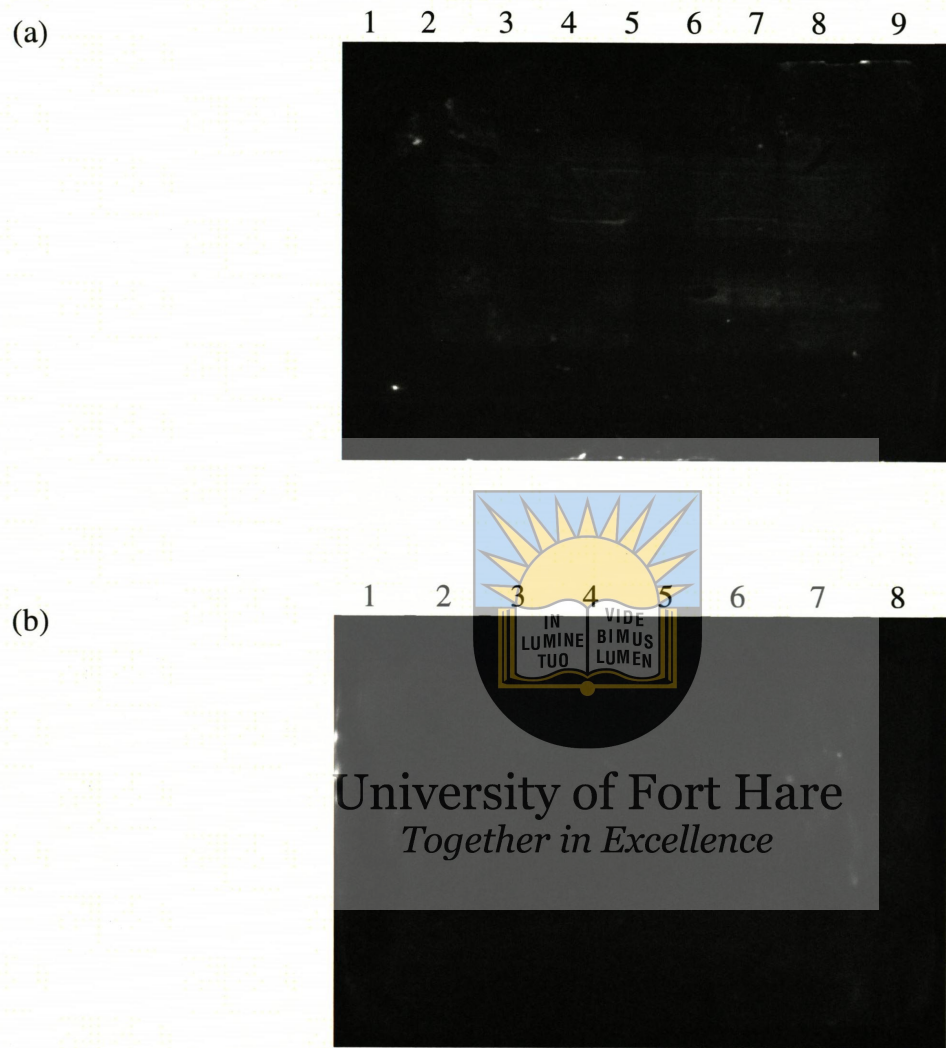 (a)
1 2 3 4 5 6 7 8 9
(b)
1 2 3 4 5 6 7 8
IN LUMINE TUO
VIDE BIMUS LUMEN
University of Fort Hare
Together in Excellence